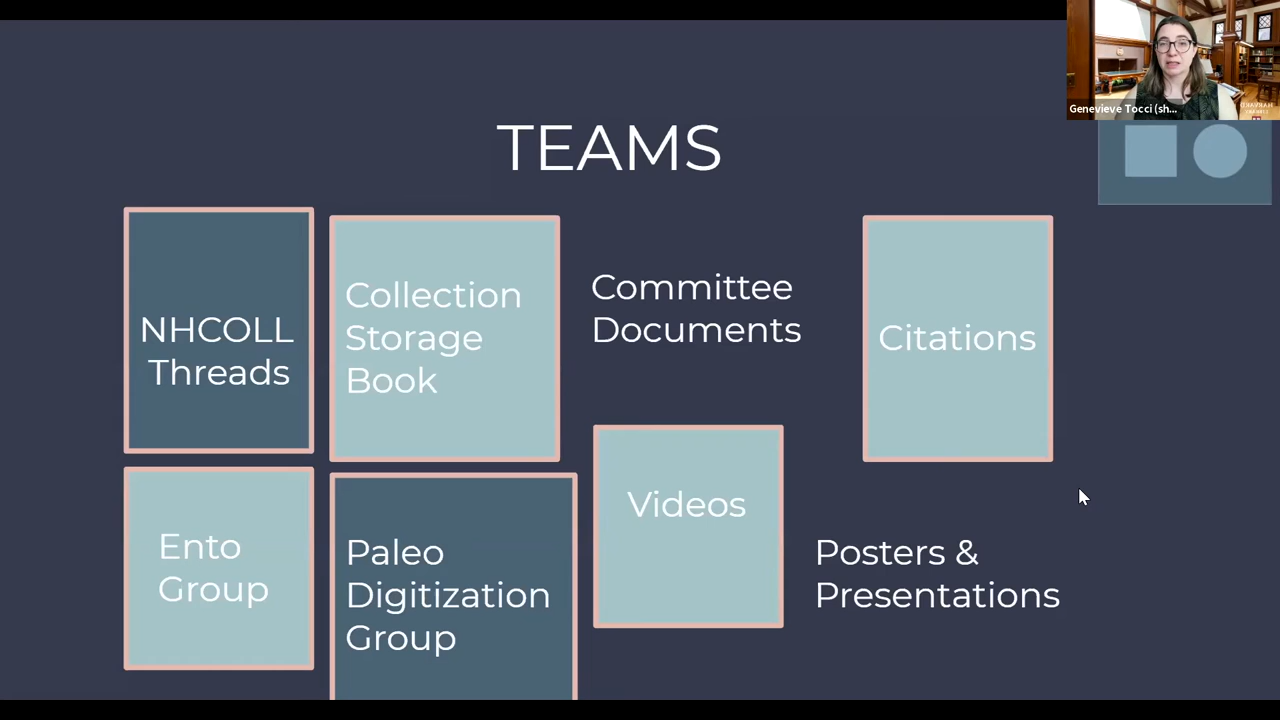 Genevieve Tocci (sh...
TEAMS
NHCOLL
Threads
Collection
Storage
Book
Committee
Documents
Citations
Ento
Group
Paleo
Digitization
Group
Videos
Posters &
Presentations